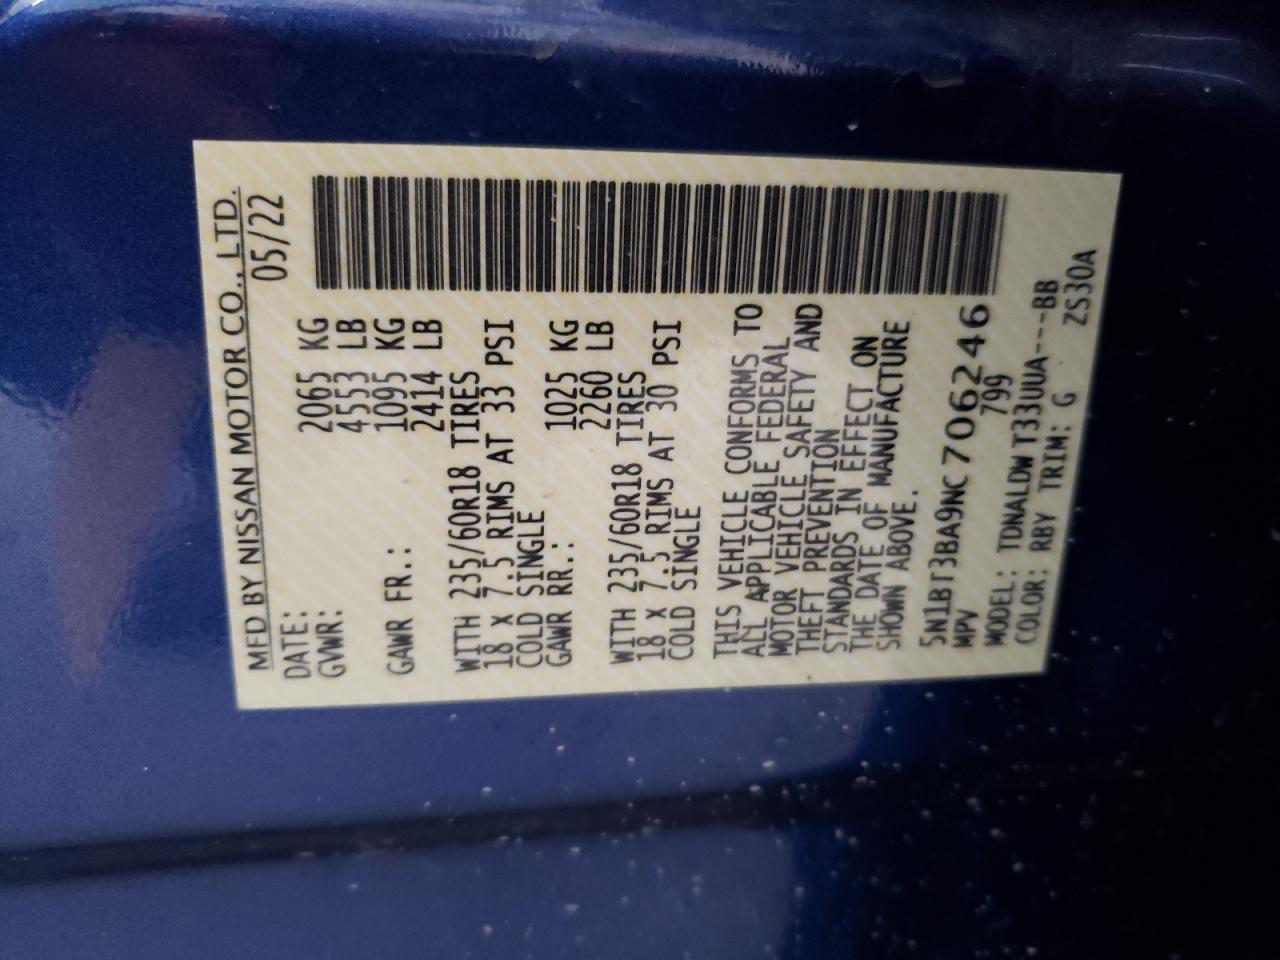 MFD BY NISSAN MOTOR CO., LTD.
DATE: 05/22
GVWR: 2065 KG
4553 LB
GAWR FR.: 1095 KG
2414 LB
WITH 235/60R18 TIRES
18 X 7.5 RIMS AT 33 PSI
COLD SINGLE
GAWR RR.: 1025 KG
2260 LB
WITH 235/60R18 TIRES
18 X 7.5 RIMS AT 30 PSI
COLD SINGLE
THIS VEHICLE CONFORMS TO
ALL APPLICABLE FEDERAL
MOTOR VEHICLE SAFETY AND
THEFT PREVENTION
STANDARDS IN EFFECT ON
THE DATE OF MANUFACTURE
SHOWN ABOVE.
5N1BT3BA9NC706246
MPV 799
MODEL: TDNALDW T33UUA---BB
COLOR: RBY TRIM: G ZS30A